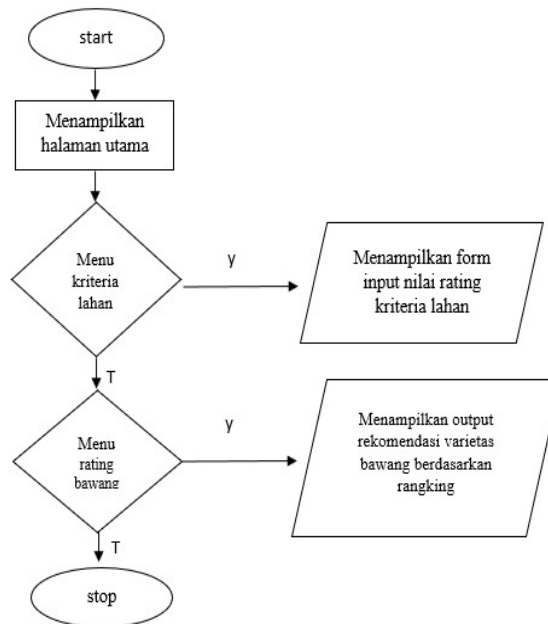 start
Menampilkan
halaman utama
Menu
kriteria
lahan
y
Menampilkan form
input nilai rating
kriteria lahan
T
Menu
rating
bawang
y
Menampilkan output
rekomendasi varietas
bawang berdasarkan
rangking
T
stop